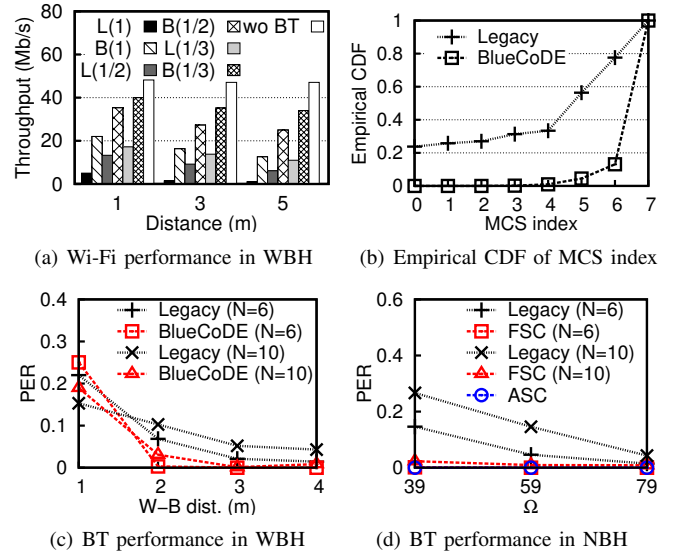 L(1) B(1/2) wo BT
B(1) L(1/3)
L(1/2) B(1/3)
Throughput (Mb/s)
60
40
20
0
1 3 5
Distance (m)
(a) Wi-Fi performance in WBH
Legacy
BlueCoDE
Empirical CDF
1
0.8
0.6
0.4
0.2
0
0 1 2 3 4 5 6 7
MCS index
(b) Empirical CDF of MCS index
Legacy (N=6)
BlueCoDE (N=6)
Legacy (N=10)
BlueCoDE (N=10)
PER
0.4
0.3
0.2
0.1
0
1 2 3 4
W−B dist. (m)
(c) BT performance in WBH
Legacy (N=6)
FSC (N=6)
Legacy (N=10)
FSC (N=10)
ASC
PER
0.6
0.4
0.2
0
39 59 79
Ω
(d) BT performance in NBH